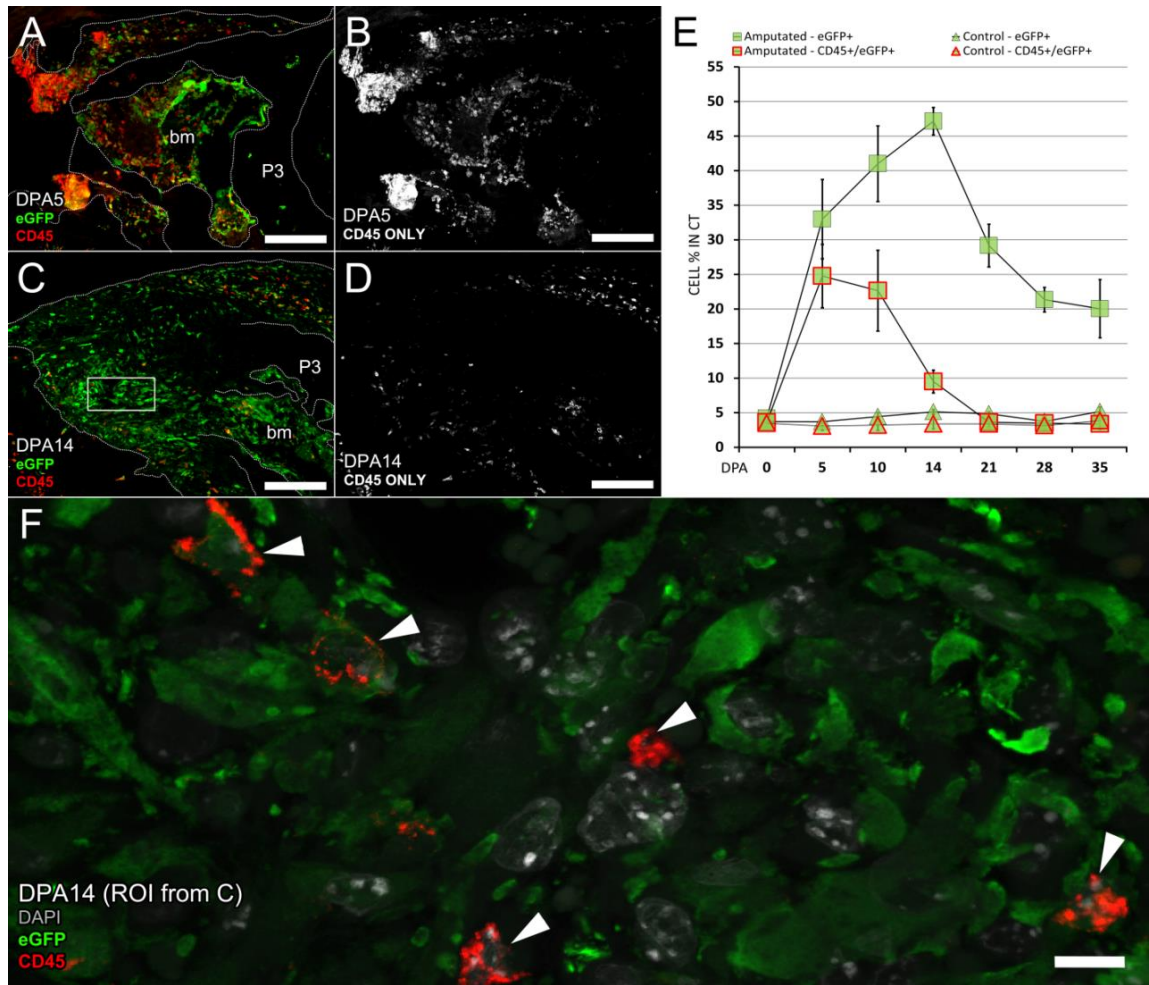 A
bm
P3
DPA5
eGFP
CD45
B
DPA5
CD45 ONLY
C
P3
bm
DPA14
eGFP
CD45
D
DPA14
CD45 ONLY
E
Amputated - eGFP+ Control - eGFP+
Amputated - CD45+/eGFP+ Control - CD45+/eGFP+
CELL % IN CT
55
50
45
40
35
30
25
20
15
10
5
0
DPA 0 5 10 14 21 28 35
F
DPA14 (ROI from C)
DAPI
eGFP
CD45